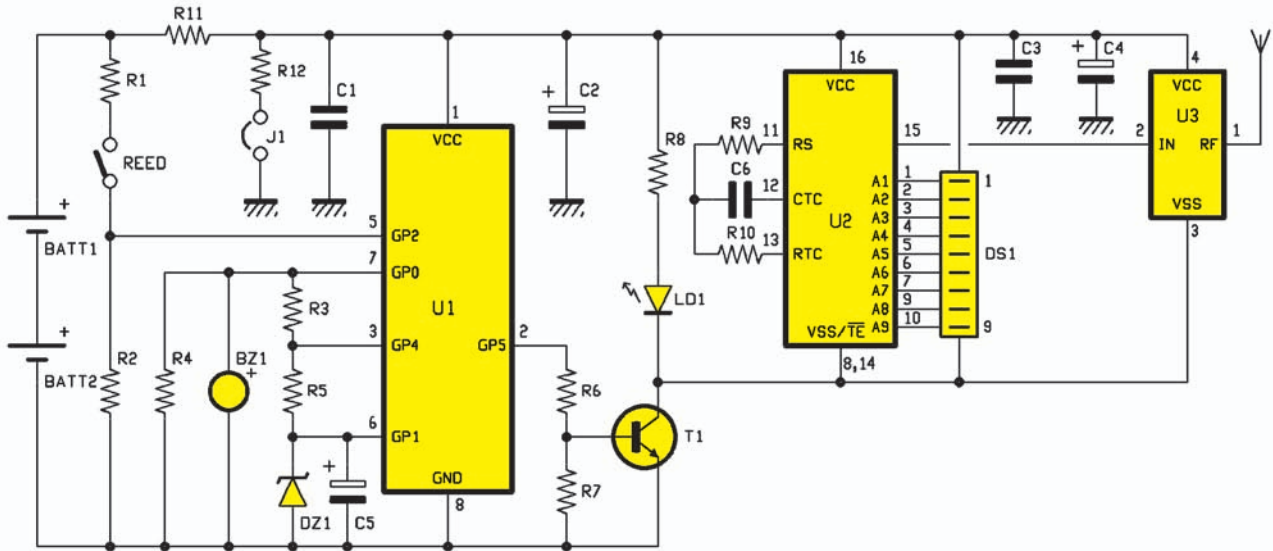 R11
R1
R12
C1
C2
C3
C4
4
VCC
U3
2
IN
RF
1
VSS
3
16
VCC
R9
11
RS
15
C6
12
CTC
U2
R10
13
RTC
A1
1
A2
2
A3
3
A4
4
A5
5
A6
6
A7
7
A8
9
A9
10
VSS/TE
8,14
1
DS1
9
REED
J1
1
VCC
R8
5
GP2
BATT1
7
GP0
U1
LD1
R3
3
GP4
GP5
2
BATT2
R2
R4
BZ1
+
R5
R6
6
GP1
T1
GND
8
R7
DZ1
C5
+
+
+
+
+